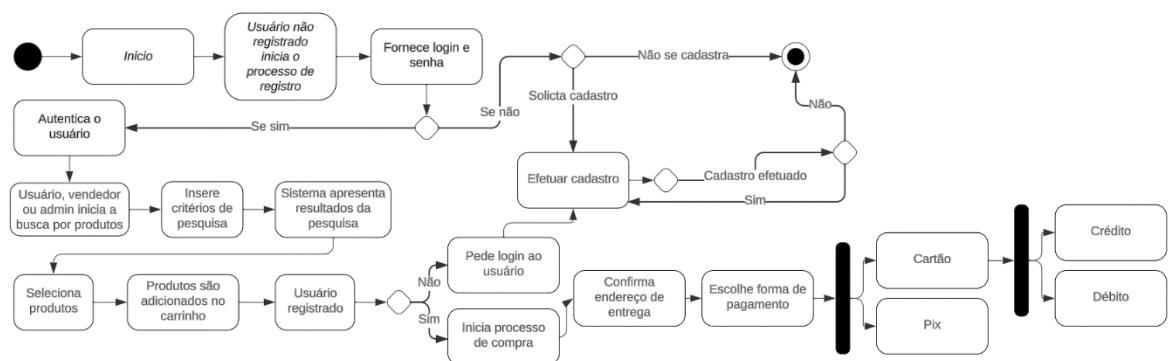 Inicio
Usuário não
registrado
inicia o
processo de
registro
Fornece login e
senha
Não se cadastra
Solicta cadastro
Se não
Não
Se sim
Autentica o
usuário
Efetuar cadastro
Cadastro efetuado
Sim
Usuário, vendedor
ou admin inicia a
busca por produtos
Insere
critérios de
pesquisa
Sistema apresenta
resultados da
pesquisa
Seleciona
produtos
Produtos são
adicionados no
carrinho
Usuário
registrado
Não
Sim
Pede login ao
usuário
Inicia processo
de compra
Confirma
endereço de
entrega
Escolhe forma de
pagamento
Cartão
Pix
Crédito
Débito